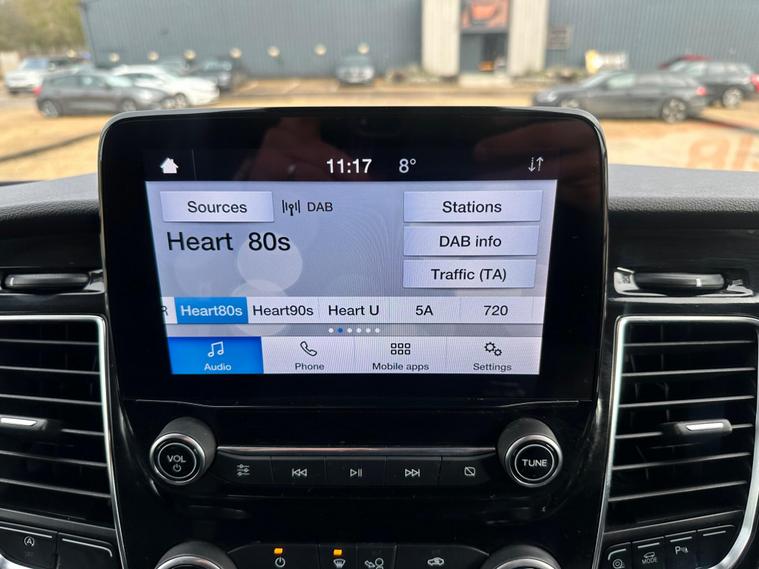 11:17 8°
Sources DAB Stations
Heart 80s
DAB info
Traffic (TA)
R Heart80s Heart90s Heart U 5A 720
Audio Phone Mobile apps Settings
VOL TUNE
A
MODE
P